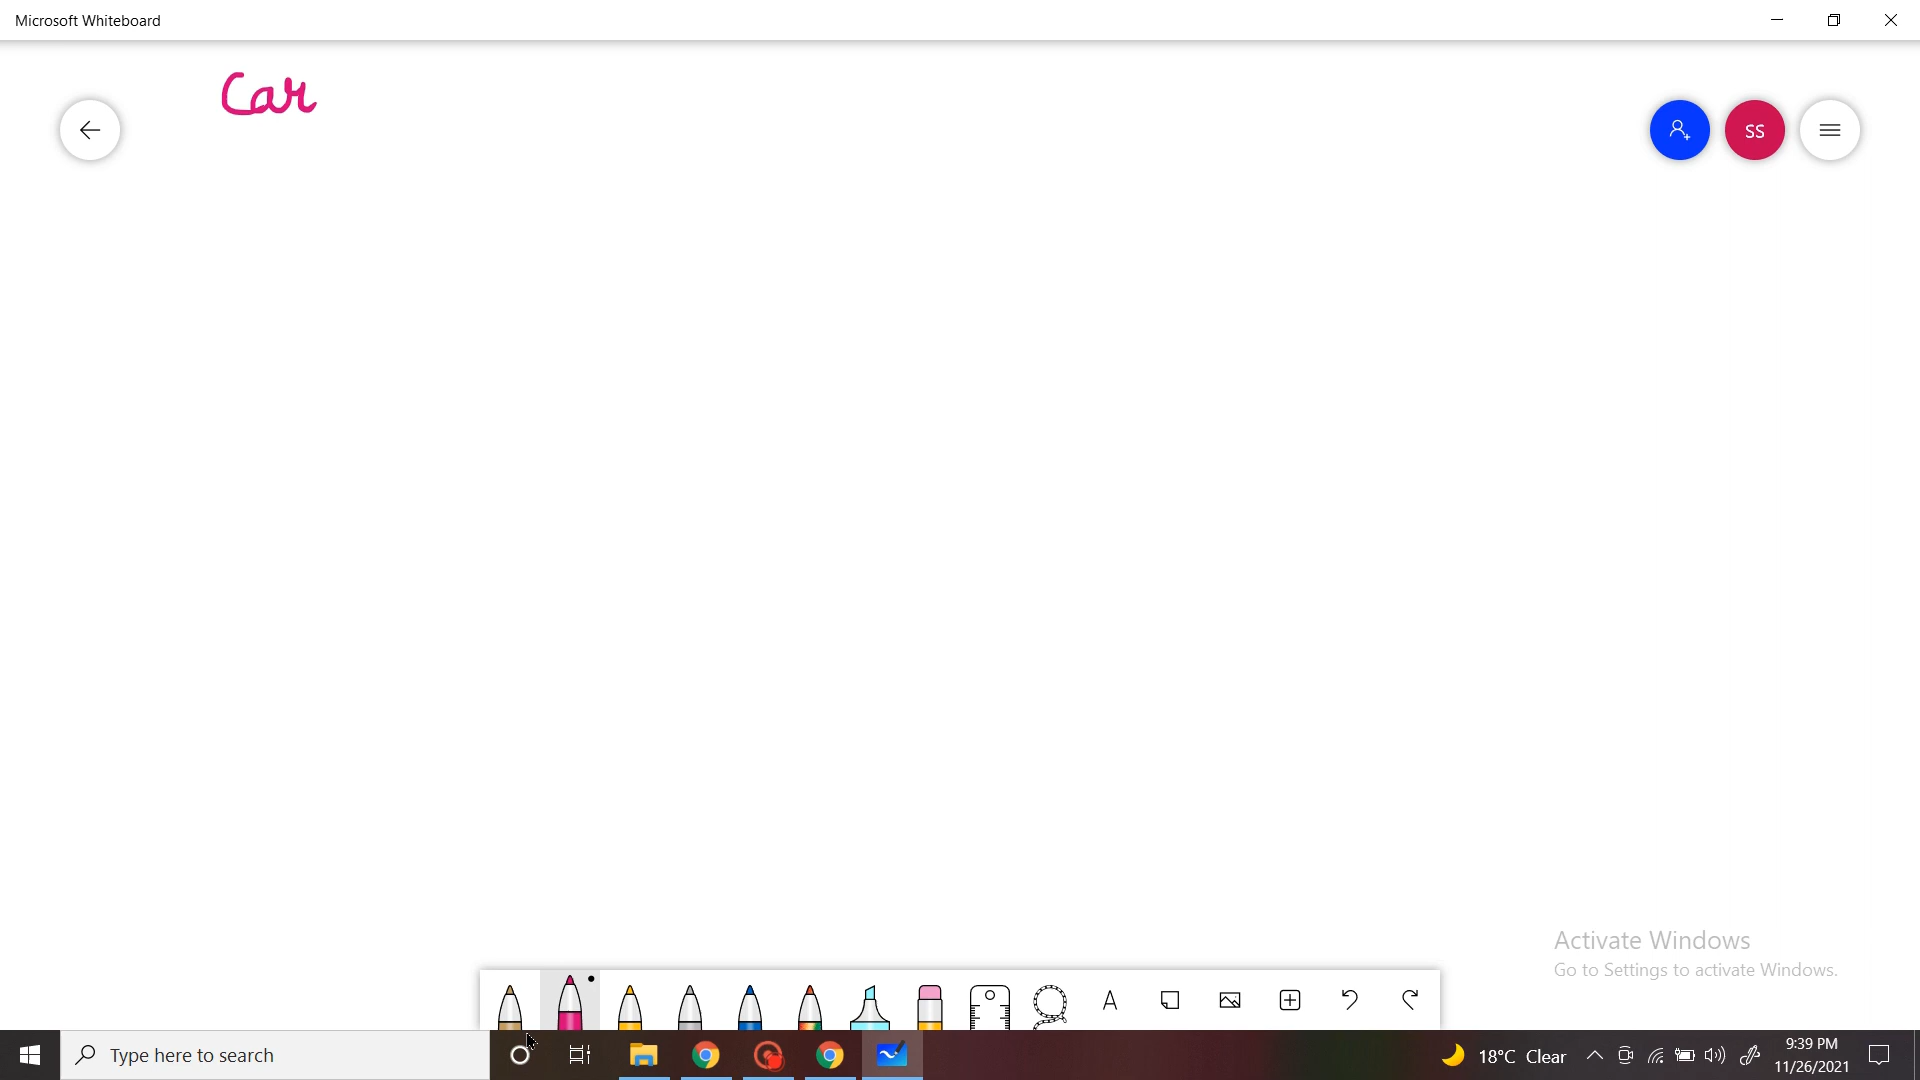 Microsoft Whiteboard
Car
SS
Activate Windows
Go to Settings to activate Windows.
A
Type here to search
18°C Clear
9:39 PM
11/26/2021